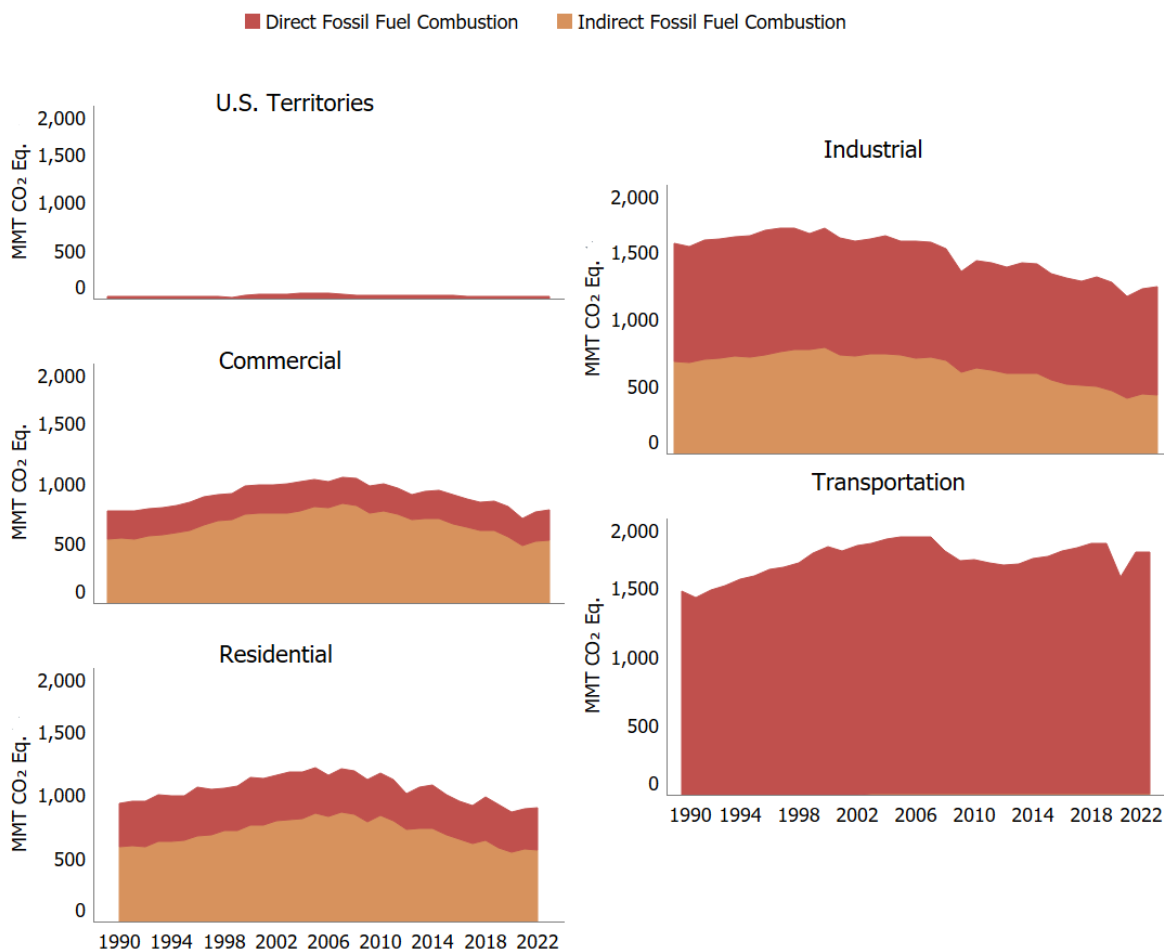 Direct Fossil Fuel Combustion
Indirect Fossil Fuel Combustion
U.S. Territories
MMT CO₂ Eq.
2,000
1,500
1,000
500
0
Commercial
MMT CO₂ Eq.
2,000
1,500
1,000
500
0
Residential
MMT CO₂ Eq.
2,000
1,500
1,000
500
0
1990 1994 1998 2002 2006 2010 2014 2018 2022
Industrial
MMT CO₂ Eq.
2,000
1,500
1,000
500
0
Transportation
MMT CO₂ Eq.
2,000
1,500
1,000
500
0
1990 1994 1998 2002 2006 2010 2014 2018 2022